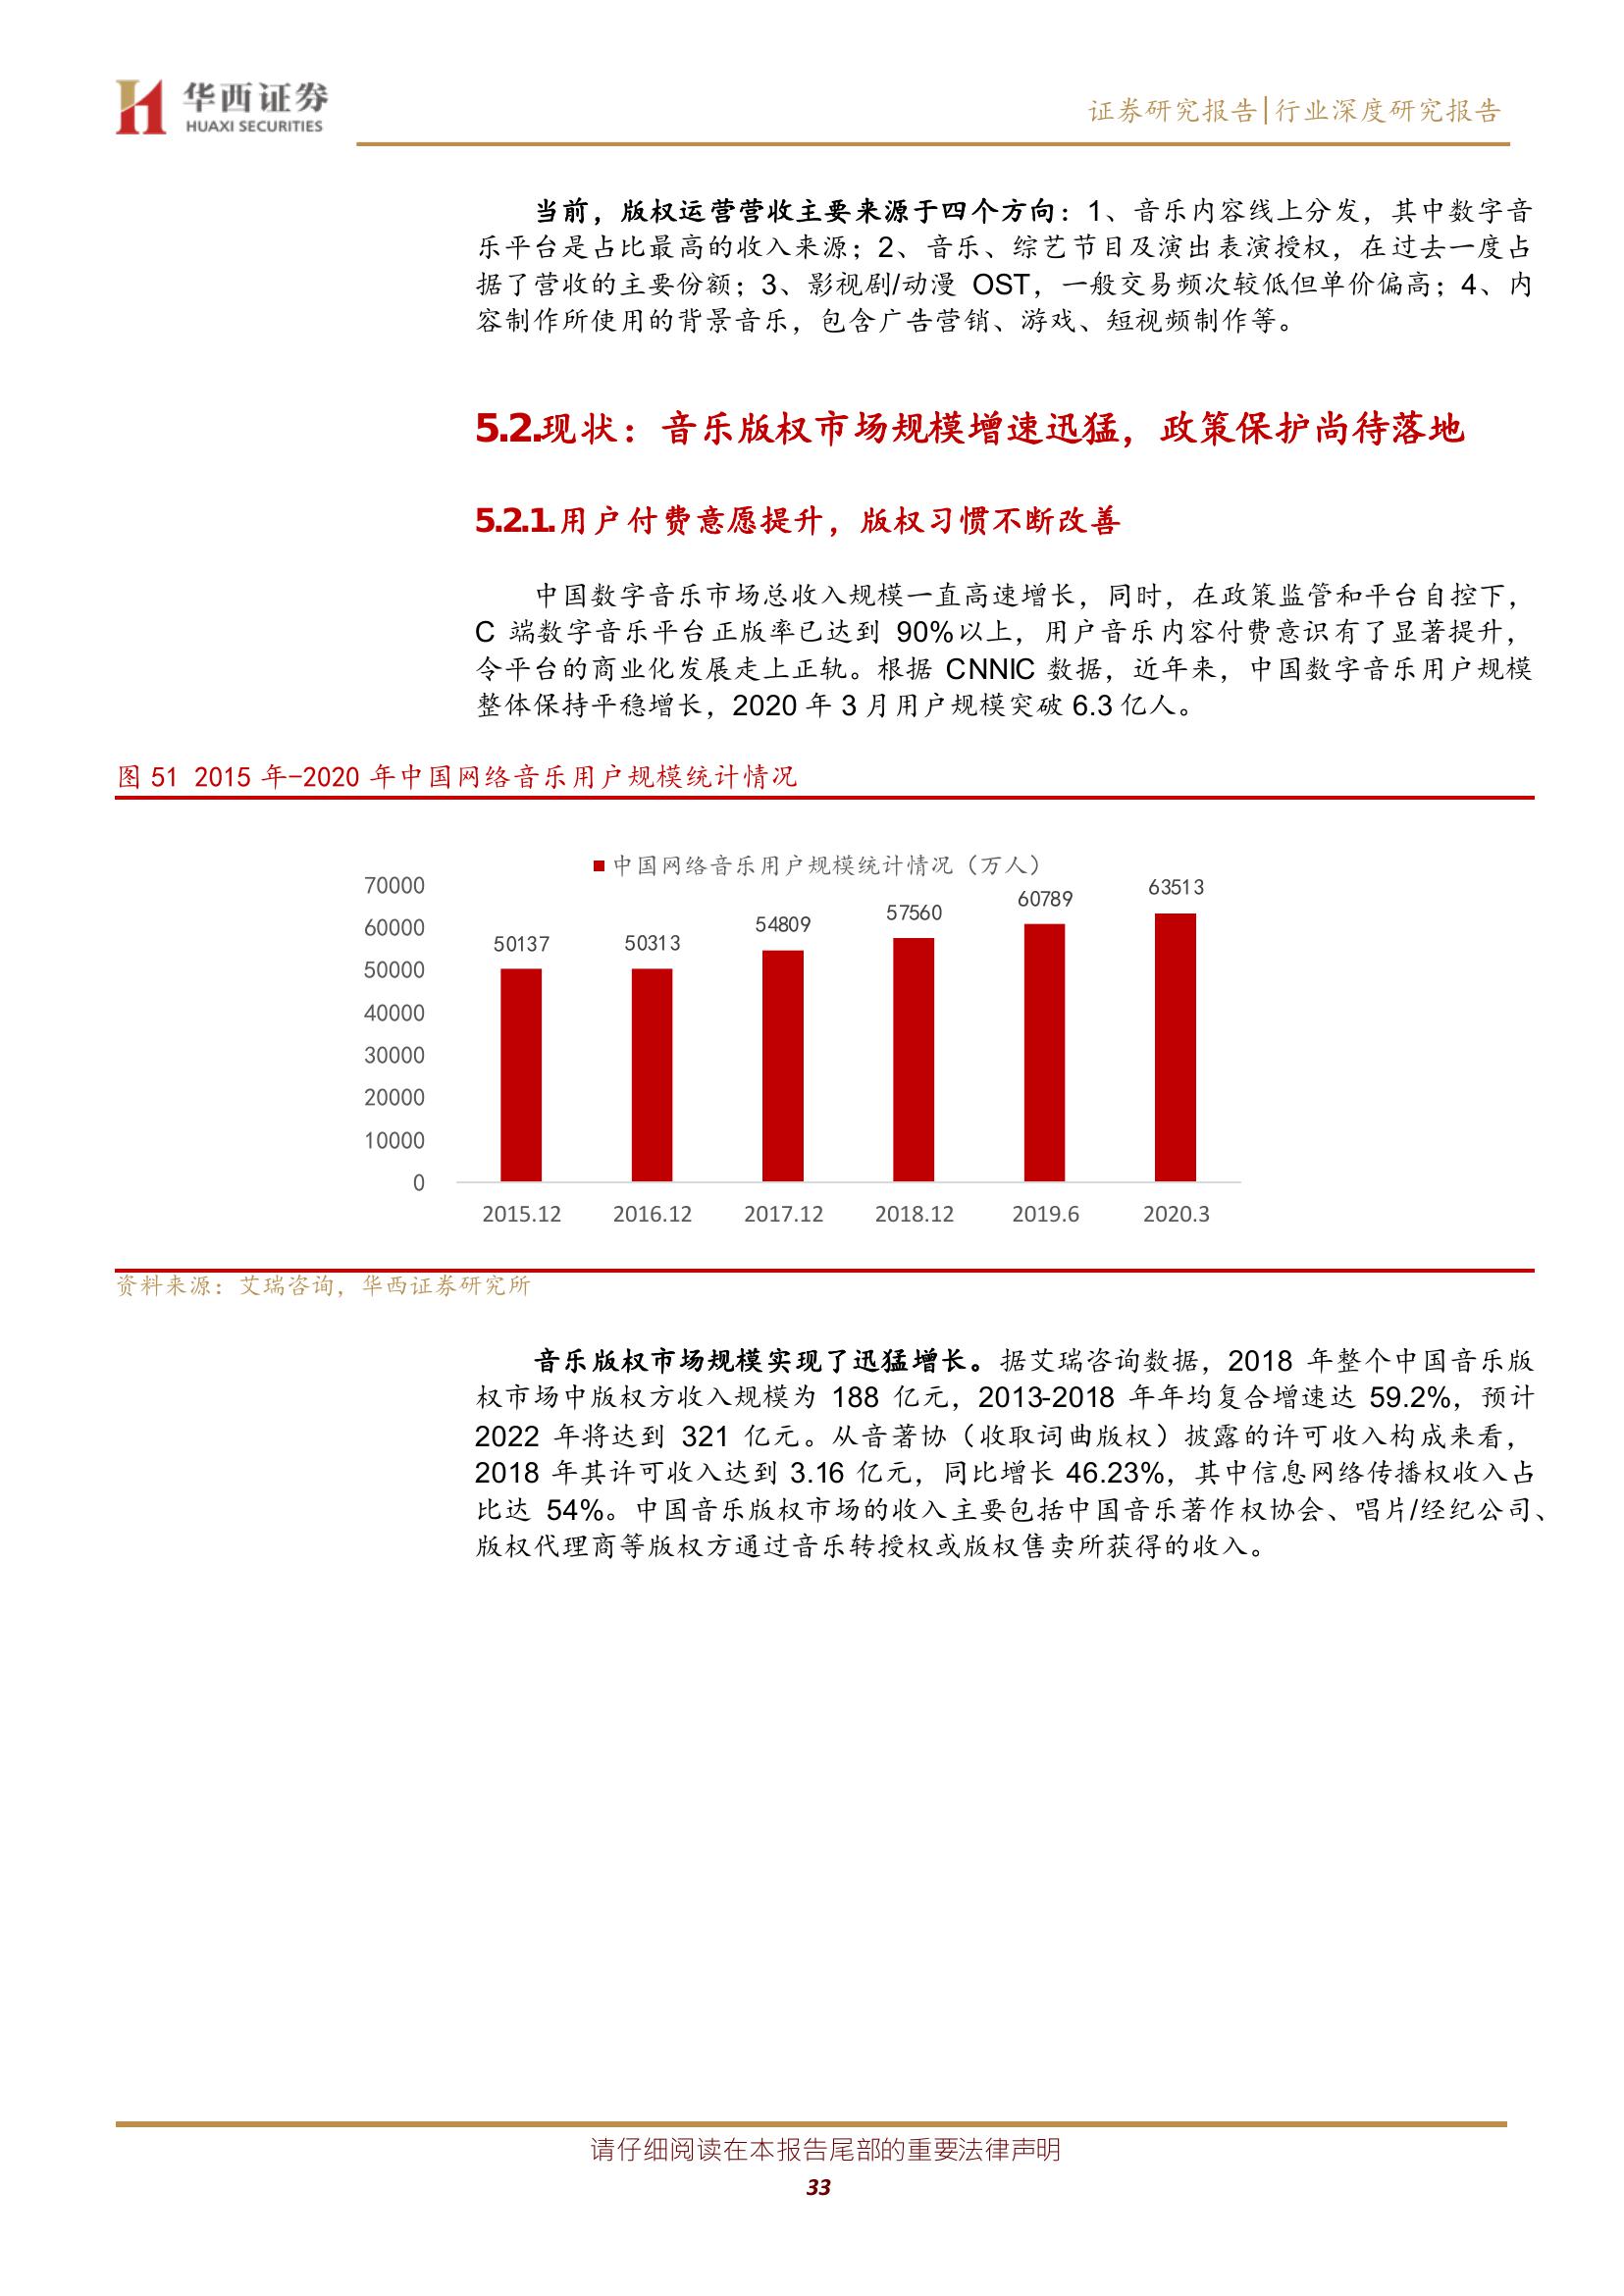 华西证券
HUAXI SECURITIES
证券研究报告|行业深度研究报告
当前，版权运营营收主要来源于四个方向：1、音乐内容线上分发，其中数字音
乐平台是占比最高的收入来源；2、音乐、综艺节目及演出表演授权，在过去一度占
据了营收的主要份额；3、影视剧/动漫 OST，一般交易频次较低但单价偏高；4、内
容制作所使用的背景音乐，包含广告营销、游戏、短视频制作等。
5.2.现状：音乐版权市场规模增速迅猛，政策保护尚待落地
5.2.1.用户付费意愿提升，版权习惯不断改善
中国数字音乐市场总收入规模一直高速增长，同时，在政策监管和平台自控下，
C 端数字音乐平台正版率已达到 90%以上，用户音乐内容付费意识有了显著提升，
令平台的商业化发展走上正轨。根据 CNNIC 数据，近年来，中国数字音乐用户规模
整体保持平稳增长，2020 年 3 月用户规模突破 6.3 亿人。
图 51 2015 年-2020 年中国网络音乐用户规模统计情况
中国网络音乐用户规模统计情况（万人）
70000
60000
50000
40000
30000
20000
10000
0
50137
50313
54809
57560
60789
63513
2015.12
2016.12
2017.12
2018.12
2019.6
2020.3
资料来源：艾瑞咨询，华西证券研究所
音乐版权市场规模实现了迅猛增长。据艾瑞咨询数据，2018 年整个中国音乐版
权市场中版权方收入规模为 188 亿元，2013-2018 年年均复合增速达 59.2%，预计
2022 年将达到 321 亿元。从音著协（收取词曲版权）披露的许可收入构成来看，
2018 年其许可收入达到 3.16 亿元，同比增长 46.23%，其中信息网络传播权收入占
比达 54%。中国音乐版权市场的收入主要包括中国音乐著作权协会、唱片/经纪公司、
版权代理商等版权方通过音乐转授权或版权售卖所获得的收入。
请仔细阅读在本报告尾部的重要法律声明
33